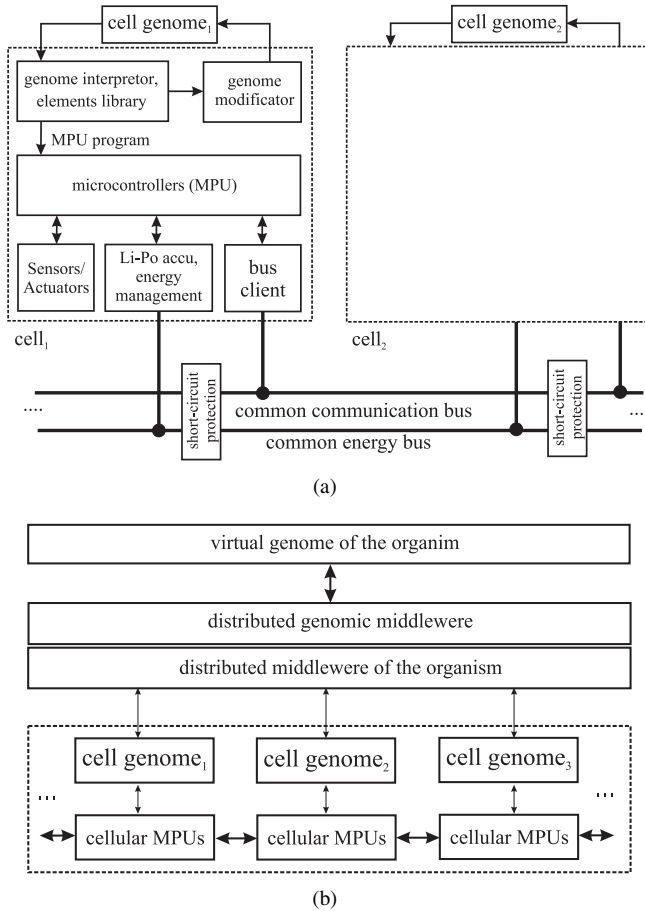 cell genome₁
cell genome₂
genome interpretor,
elements library
genome
modificator
MPU program
microcontrollers (MPU)
Sensors/
Actuators
Li-Po accu,
energy
management
bus
client
cell₁
cell₂
short-circuit
protection
short-circuit
protection
....
common communication bus
...
common energy bus
(a)
virtual genome of the organim
distributed genomic middlewere
distributed middlewere of the organism
cell genome₁
cell genome₂
cell genome₃
...
...
cellular MPUs
cellular MPUs
cellular MPUs
(b)